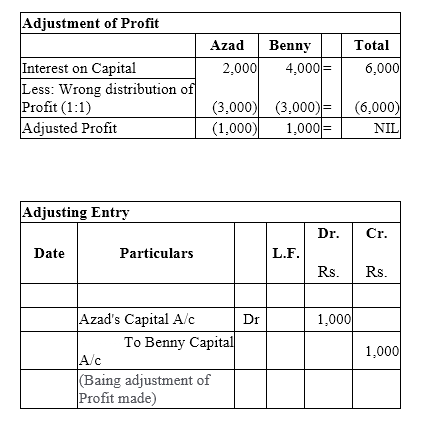 Adjustment of Profit
Azad Benny Total
Interest on Capital 2,000 4,000 = 6,000
Less: Wrong distribution of
Profit (1:1) (3,000) (3,000) = (6,000)
Adjusted Profit (1,000) 1,000 = NIL
Adjusting Entry
Date Particulars L.F. Dr. Cr.
Rs. Rs.
Azad's Capital A/c Dr 1,000
To Benny Capital
A/c 1,000
(Baing adjustment of
Profit made)